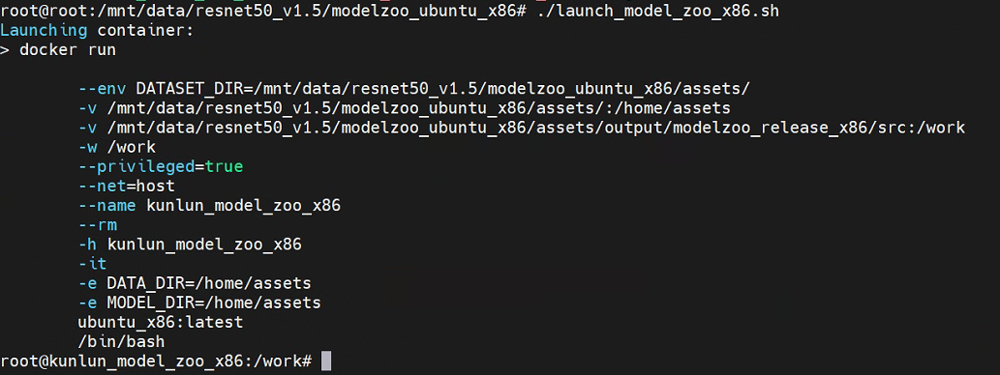 root@root:/mnt/data/resnet50_v1.5/modelzoo_ubuntu_x86# ./launch_model_zoo_x86.sh
Launching container:
> docker run
--env DATASET_DIR=/mnt/data/resnet50_v1.5/modelzoo_ubuntu_x86/assets/
-v /mnt/data/resnet50_v1.5/modelzoo_ubuntu_x86/assets/:/home/assets
-v /mnt/data/resnet50_v1.5/modelzoo_ubuntu_x86/assets/output/modelzoo_release_x86/src:/work
-w /work
--privileged=true
--net=host
--name kunlun_model_zoo_x86
--rm
-h kunlun_model_zoo_x86
-it
-e DATA_DIR=/home/assets
-e MODEL_DIR=/home/assets
ubuntu_x86:latest
/bin/bash
root@kunlun_model_zoo_x86:/work#